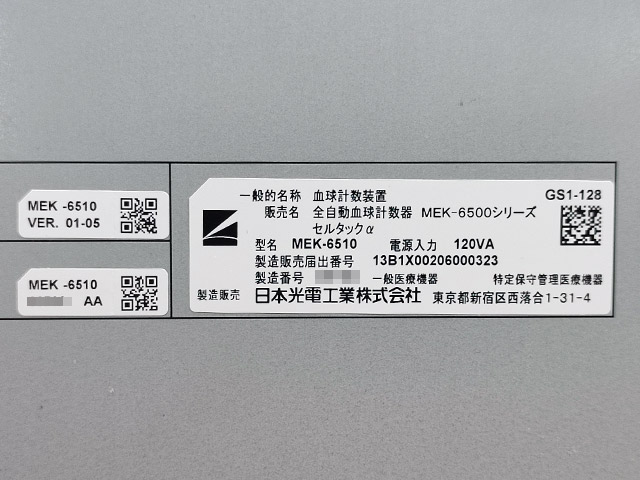 MEK -6510
VER. 01-05
MEK -6510
AA
一般的名称 血球計数装置 GS1-128
販売名 全自動血球計数器 MEK-6500シリーズ
セルタックα
型名 MEK-6510 電源入力 120VA
製造販売届出番号 13B1X00206000323
製造番号 一般医療機器 特定保守管理医療機器
製造販売 日本光電工業株式会社 東京都新宿区西落合1-31-4